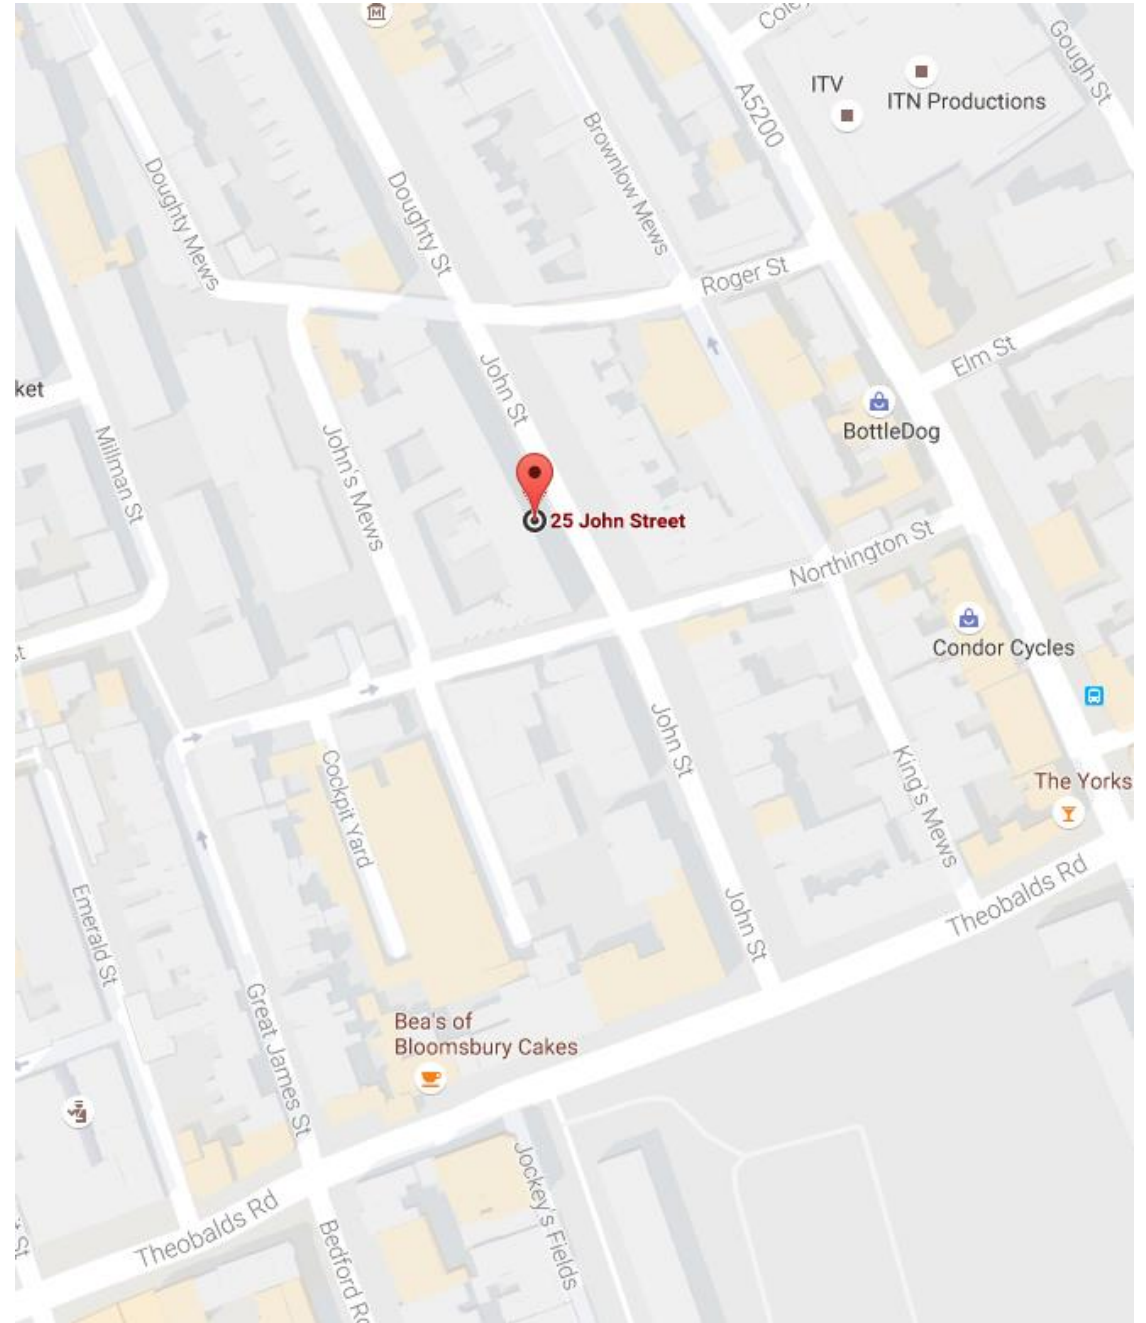 Coley
Gough St
ITV
ITN Productions
A5200
Brownlow Mews
Doughty Mews
Doughty St
Roger St
Elm St
John St
ket
BottleDog
Millman St
John's Mews
25 John Street
Northington St
Condor Cycles
st
John St
King's Mews
Cockpit Yard
The Yorks
Theobalds Rd
Emerald St
John St
Great James St
Bea's of
Bloomsbury Cakes
Jockey's Fields
Theobalds Rd
Bedford Ro
St